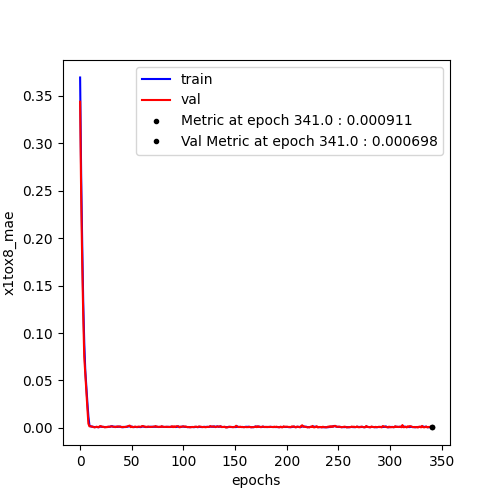 train
val
Metric at epoch 341.0 : 0.000911
Val Metric at epoch 341.0 : 0.000698
0.35
0.30
0.25
0.20
0.15
0.10
0.05
0.00
x1tox8_mae
0 50 100 150 200 250 300 350
epochs